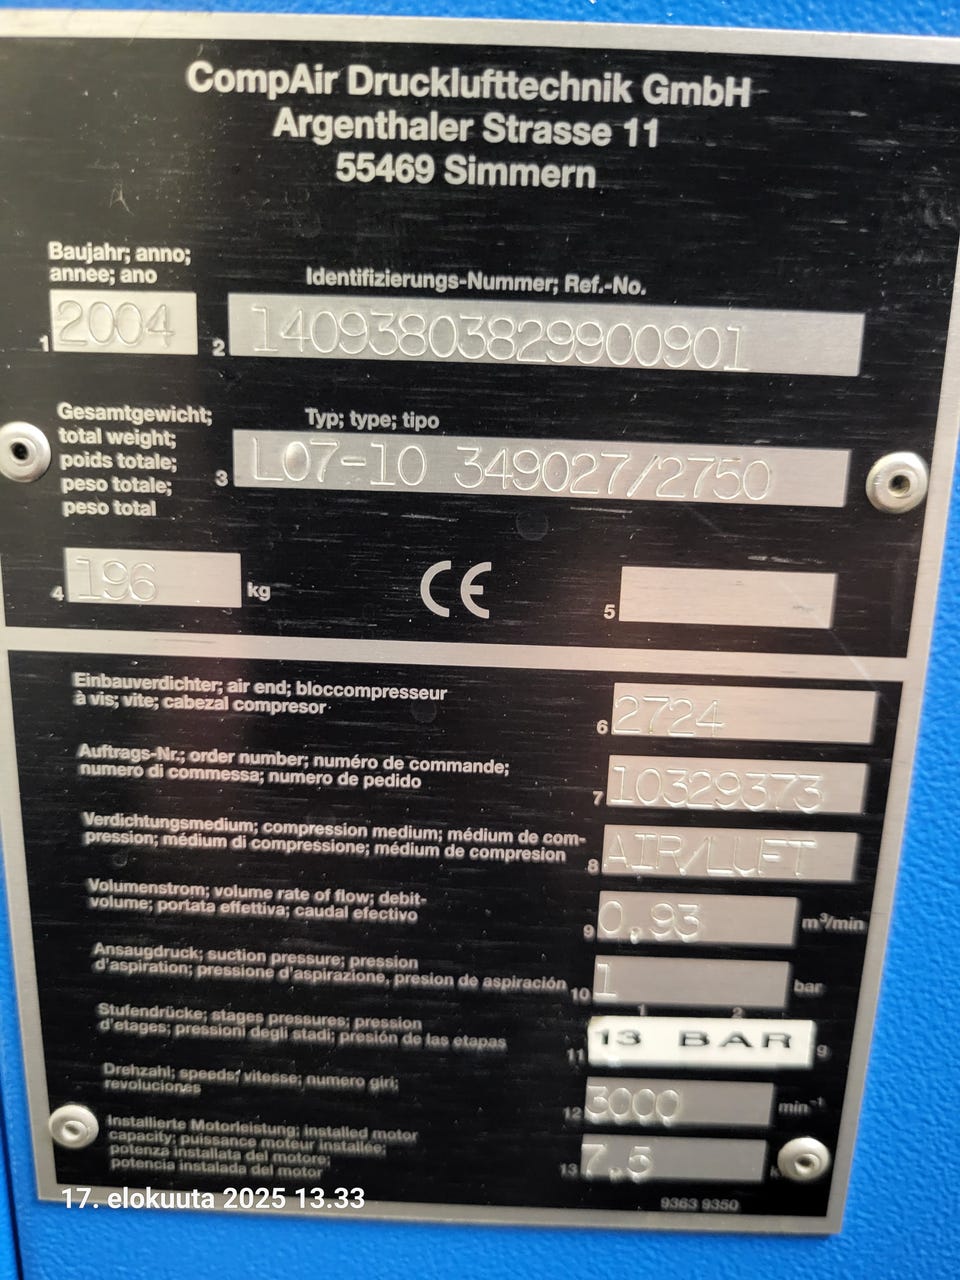 CompAir Drucklufttechnik GmbH
Argenthaler Strasse 11
55469 Simmern
Baujahr; anno;
annee; ano
Identifizierungs-Nummer; Ref.-No.
1 2004
2 14093803829900901
Gesamtgewicht;
total weight;
poids totale;
peso totale;
peso total
Typ; type; tipo
3 L07-10 349027/2750
4 196 kg
CE
5
Einbauverdichter; air end; bloccompresseur
à vis; vite; cabezal compresor
6 2724
Auftrags-Nr.; order number; numéro de commande;
numero di commessa; numero de pedido
7 10329373
Verdichtungsmedium; compression medium; médium de com-
pression; médium di compressione; médium de compresion
8 AIR/LUFT
Volumenstrom; volume rate of flow; debit-
volume; portata effettiva; caudal efectivo
9 0,93 m³/min
Ansaugdruck; suction pressure; pression
d'aspiration; pressione d'aspirazione, presion de aspiración
10 1 bar
1 2
Stufendrücke; stages pressures; pression
d'etages; pressioni degli stadi; presión de las etapas
11 13 BAR 9
Drehzahl; speeds; vitesse; numero giri;
revoluciones
12 3000 min⁻¹
Installierte Motorleistung; installed motor
capacity; puissance moteur installée;
potenza installata del motore;
potencia instalada del motor
13 7,5
9363 9350
17. elokuuta 2025 13.33